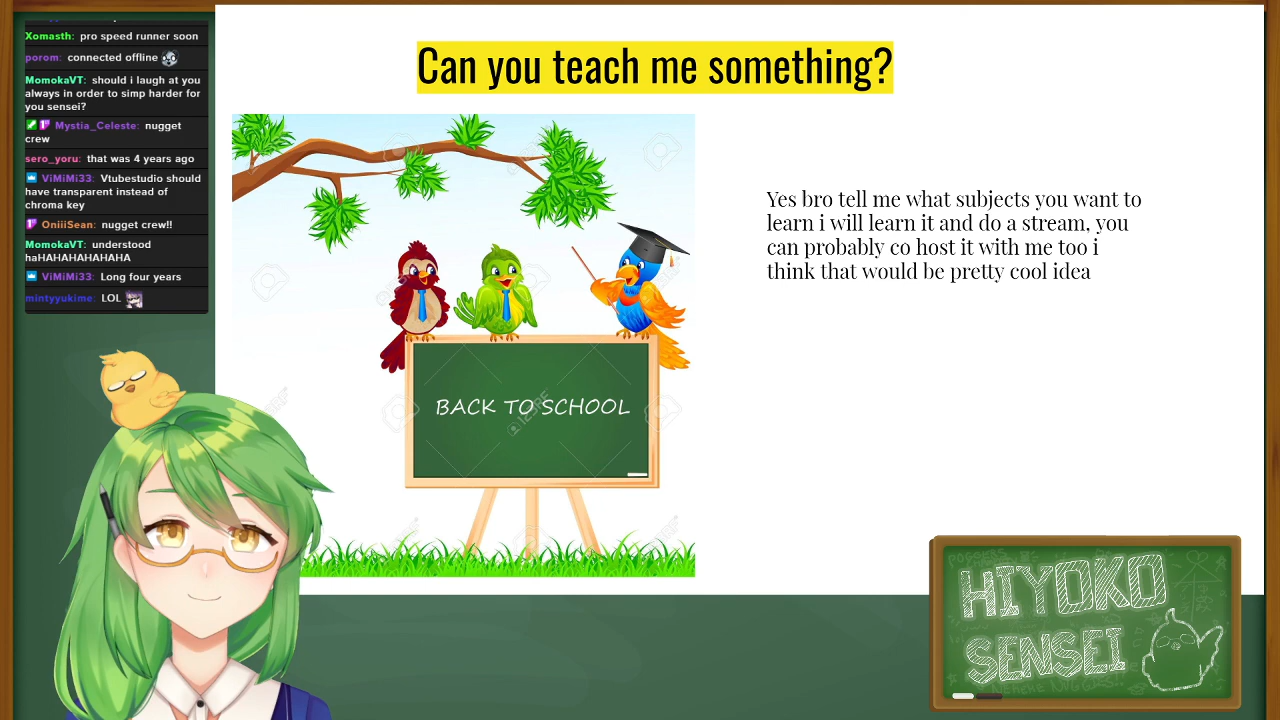 Xomasth: pro speed runner soon
porom: connected offline
MomokaVT: should i laugh at you
always in order to simp harder for
you sensei?
Mystia_Celeste: nugget
crew
sero_yoru: that was 4 years ago
ViMiMi33: Vtubestudio should
have transparent instead of
chroma key
OniiiSean: nugget crew!!
MomokaVT: understood
haHAHAHAHAHAHA
ViMiMi33: Long four years
mintyyukime: LOL
Can you teach me something?
Yes bro tell me what subjects you want to
learn i will learn it and do a stream, you
can probably co host it with me too i
think that would be pretty cool idea
BACK TO SCHOOL
123RF
HIYOKO
SENSEI